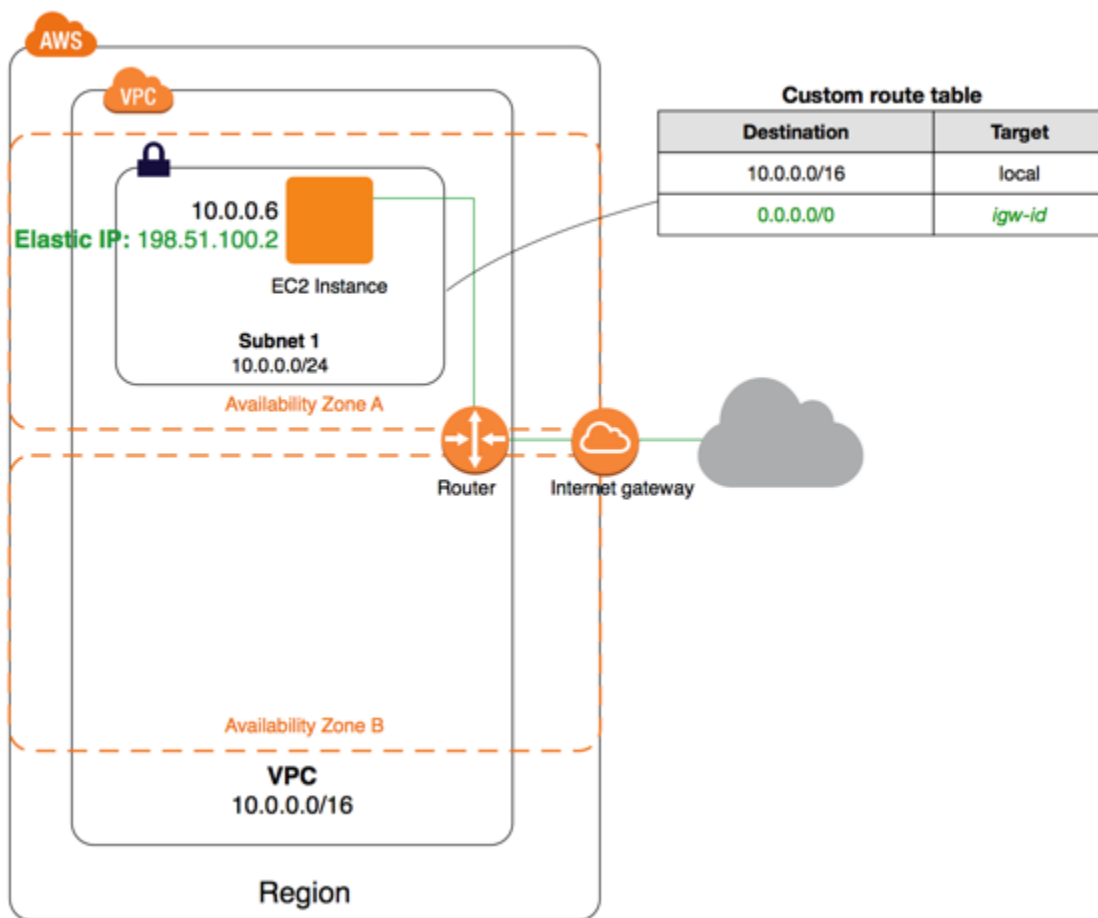 AWS
VPC
Custom route table
Destination Target
10.0.0.0/16 local
0.0.0.0/0 igw-id
10.0.0.6
Elastic IP: 198.51.100.2
EC2 Instance
Subnet 1
10.0.0.0/24
Availability Zone A
Router
Internet gateway
Availability Zone B
VPC
10.0.0.0/16
Region